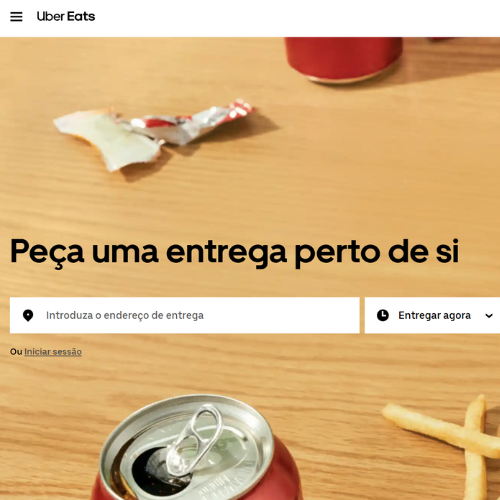 Uber Eats
Peça uma entrega perto de si
Introduza o endereço de entrega
Entregar agora
Ou Iniciar sessão